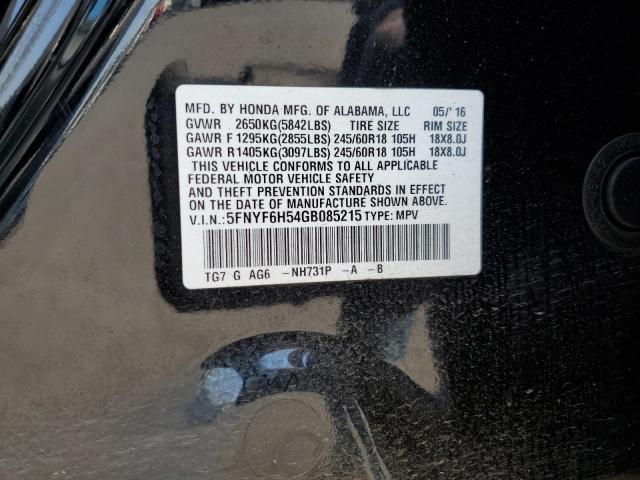 MFD. BY HONDA MFG. OF ALABAMA, LLC 05/'16
GVWR 2650KG(5842LBS) TIRE SIZE RIM SIZE
GAWR F 1295KG(2855LBS) 245/60R18 105H 18X8.0J
GAWR R1405KG(3097LBS) 245/60R18 105H 18X8.0J
THIS VEHICLE CONFORMS TO ALL APPLICABLE
FEDERAL MOTOR VEHICLE SAFETY
AND THEFT PREVENTION STANDARDS IN EFFECT
ON THE DATE OF MANUFACTURE SHOWN ABOVE.
V.I.N.:5FNYF6H54GB085215 TYPE: MPV
TG7 G AG6 -NH731P -A -B